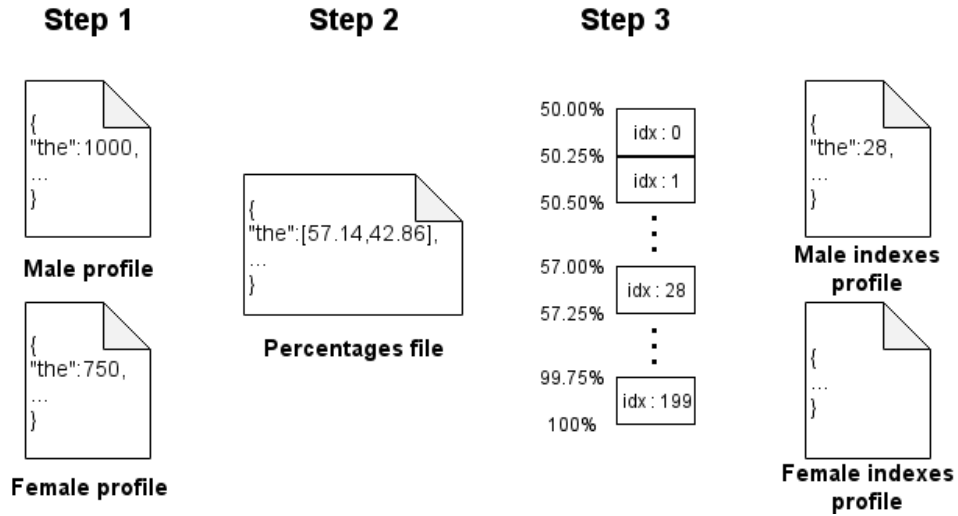 Step 1
Step 2
Step 3
{
"the":1000,
...
}
Male profile
{
"the":750,
...
}
Female profile
{
"the":[57.14,42.86],
...
}
Percentages file
50.00%
idx : 0
50.25%
idx : 1
50.50%
57.00%
idx : 28
57.25%
99.75%
idx : 199
100%
{
"the":28,
...
}
Male indexes
profile
{
...
}
Female indexes
profile